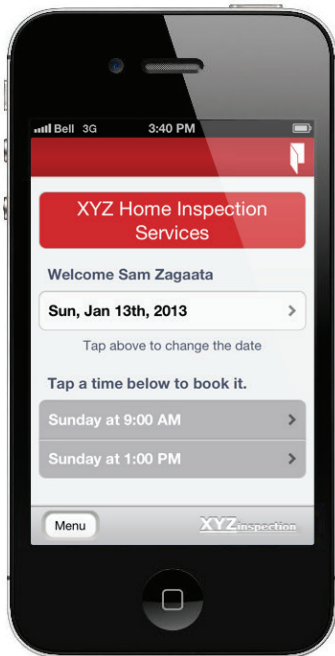 Bell 3G 3:40 PM
XYZ Home Inspection
Services
Welcome Sam Zagaata
Sun, Jan 13th, 2013
Tap above to change the date
Tap a time below to book it.
Sunday at 9:00 AM
Sunday at 1:00 PM
Menu
XYZinspection